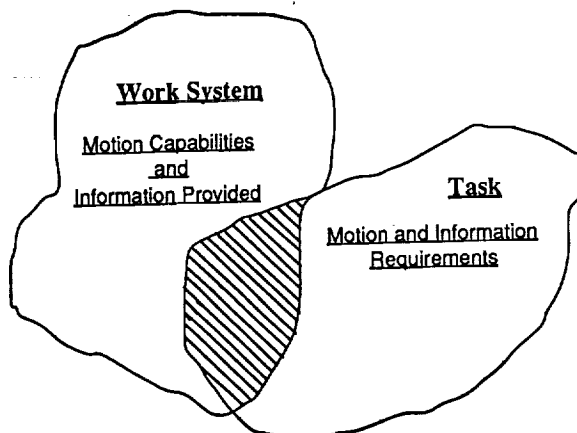 Work System
Motion Capabilities
and
Information Provided
Task
Motion and Information
Requirements